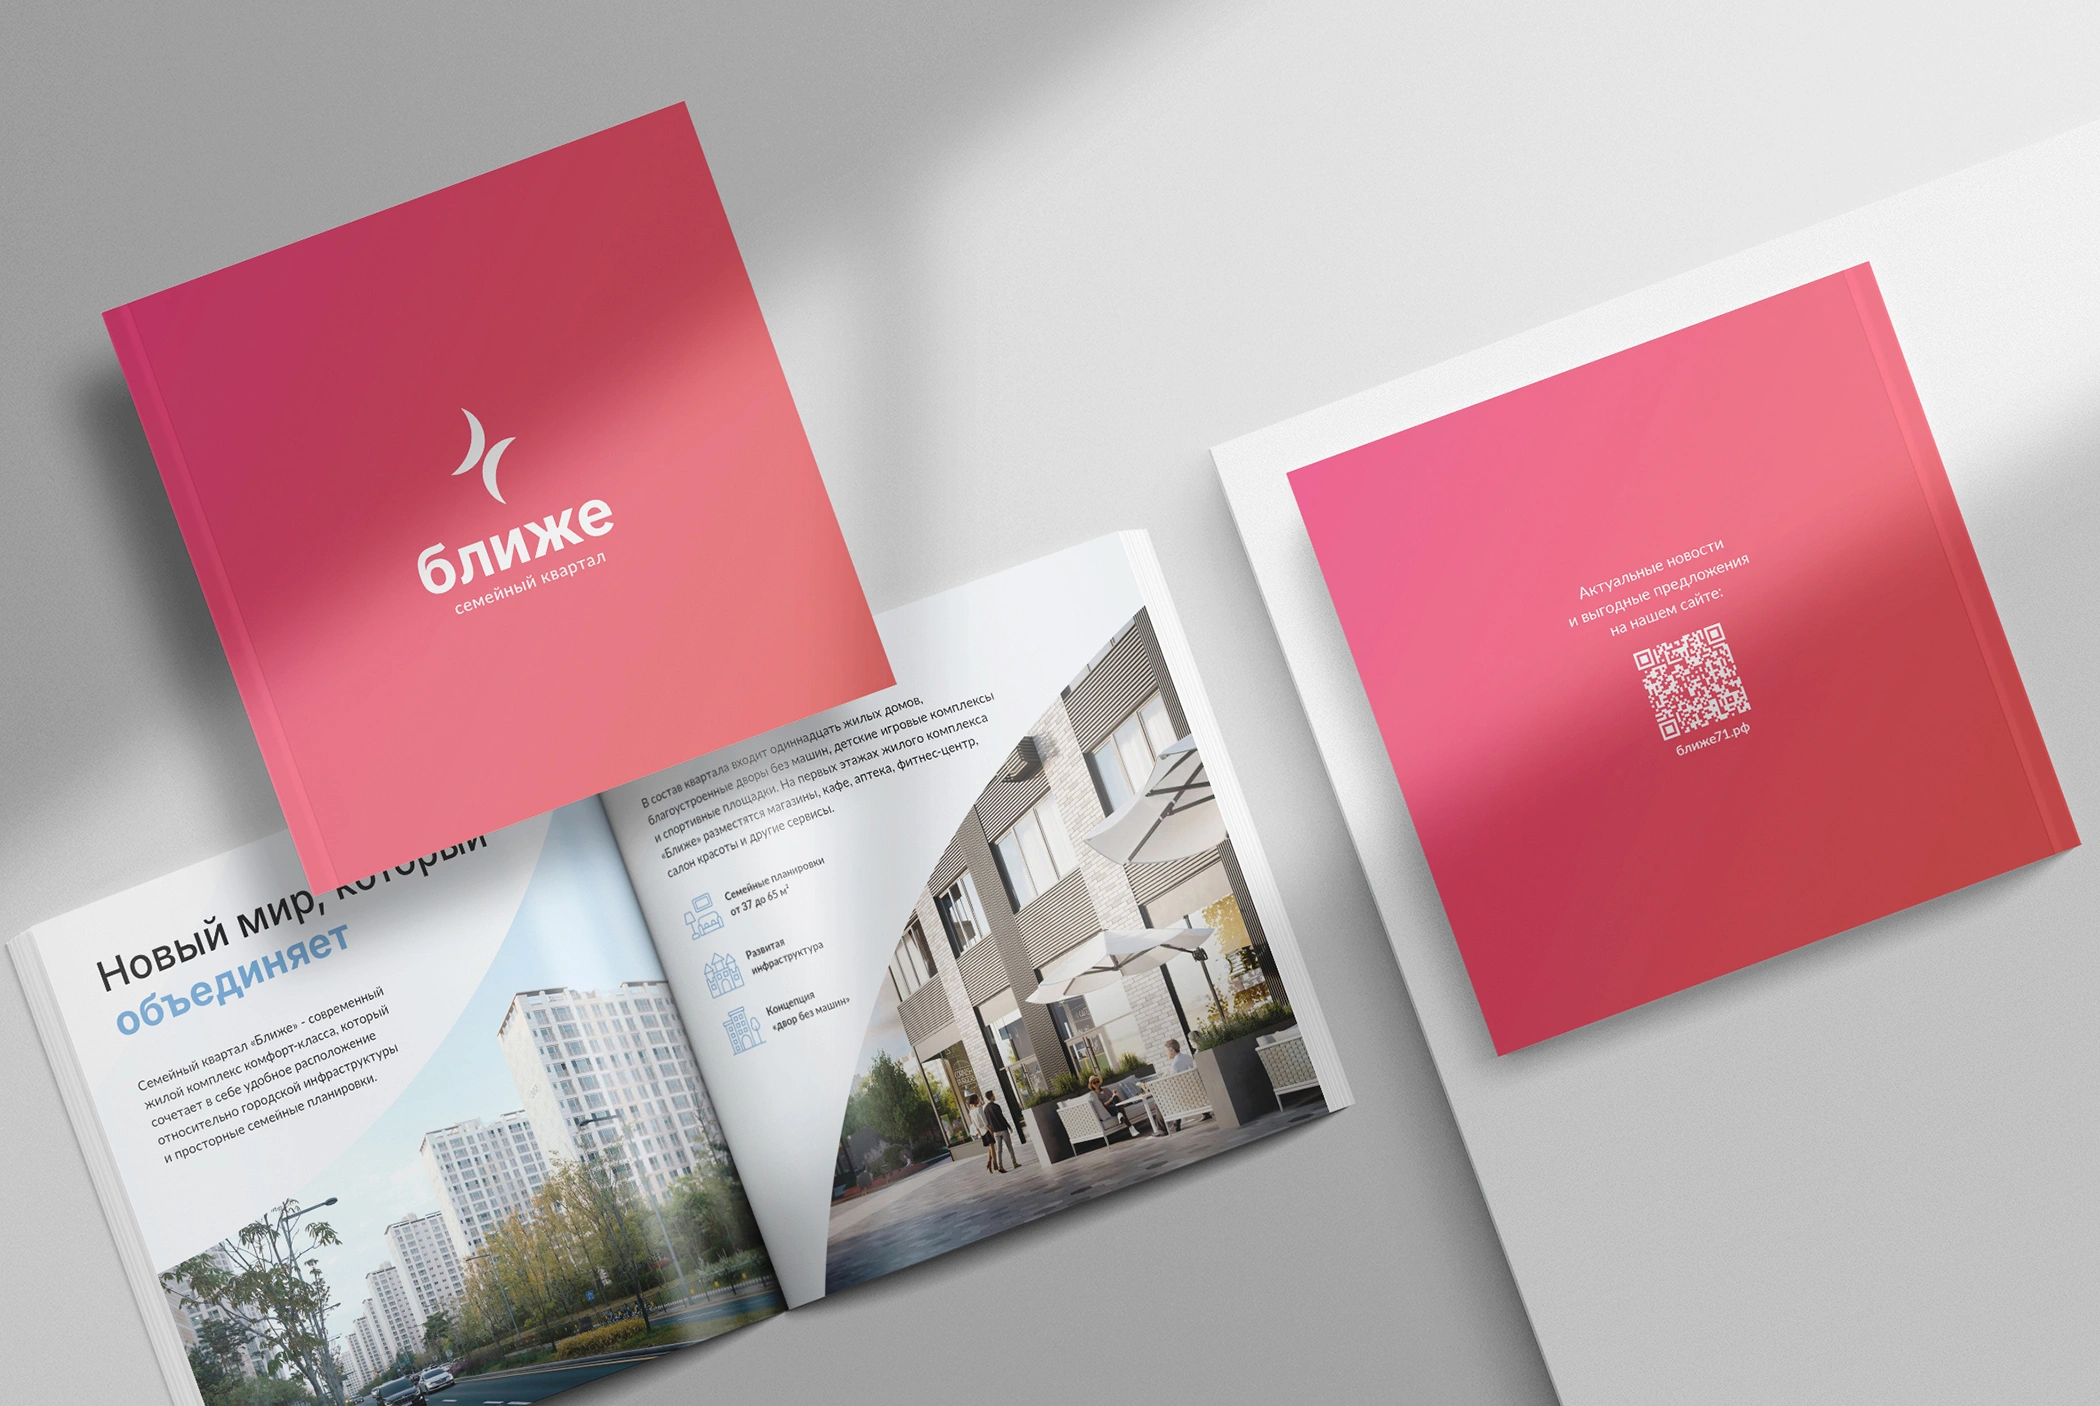 ближе
семейный квартал
Новый мир, который
объединяет
Семейный квартал «Ближе» - современный
жилой комплекс комфорт-класса, который
сочетает в себе удобное расположение
относительно городской инфраструктуры
и просторные семейные планировки.
В состав квартала входит одиннадцать жилых домов,
благоустроенные дворы без машин, детские игровые комплексы
и спортивные площадки. На первых этажах жилого комплекса
«Ближе» разместятся магазины, кафе, аптека, фитнес-центр,
салон красоты и другие сервисы.
Семейные планировки
от 37 до 65 м²
Развитая
инфраструктура
Концепция
«двор без машин»
Актуальные новости
и выгодные предложения
на нашем сайте:
ближе71.рф